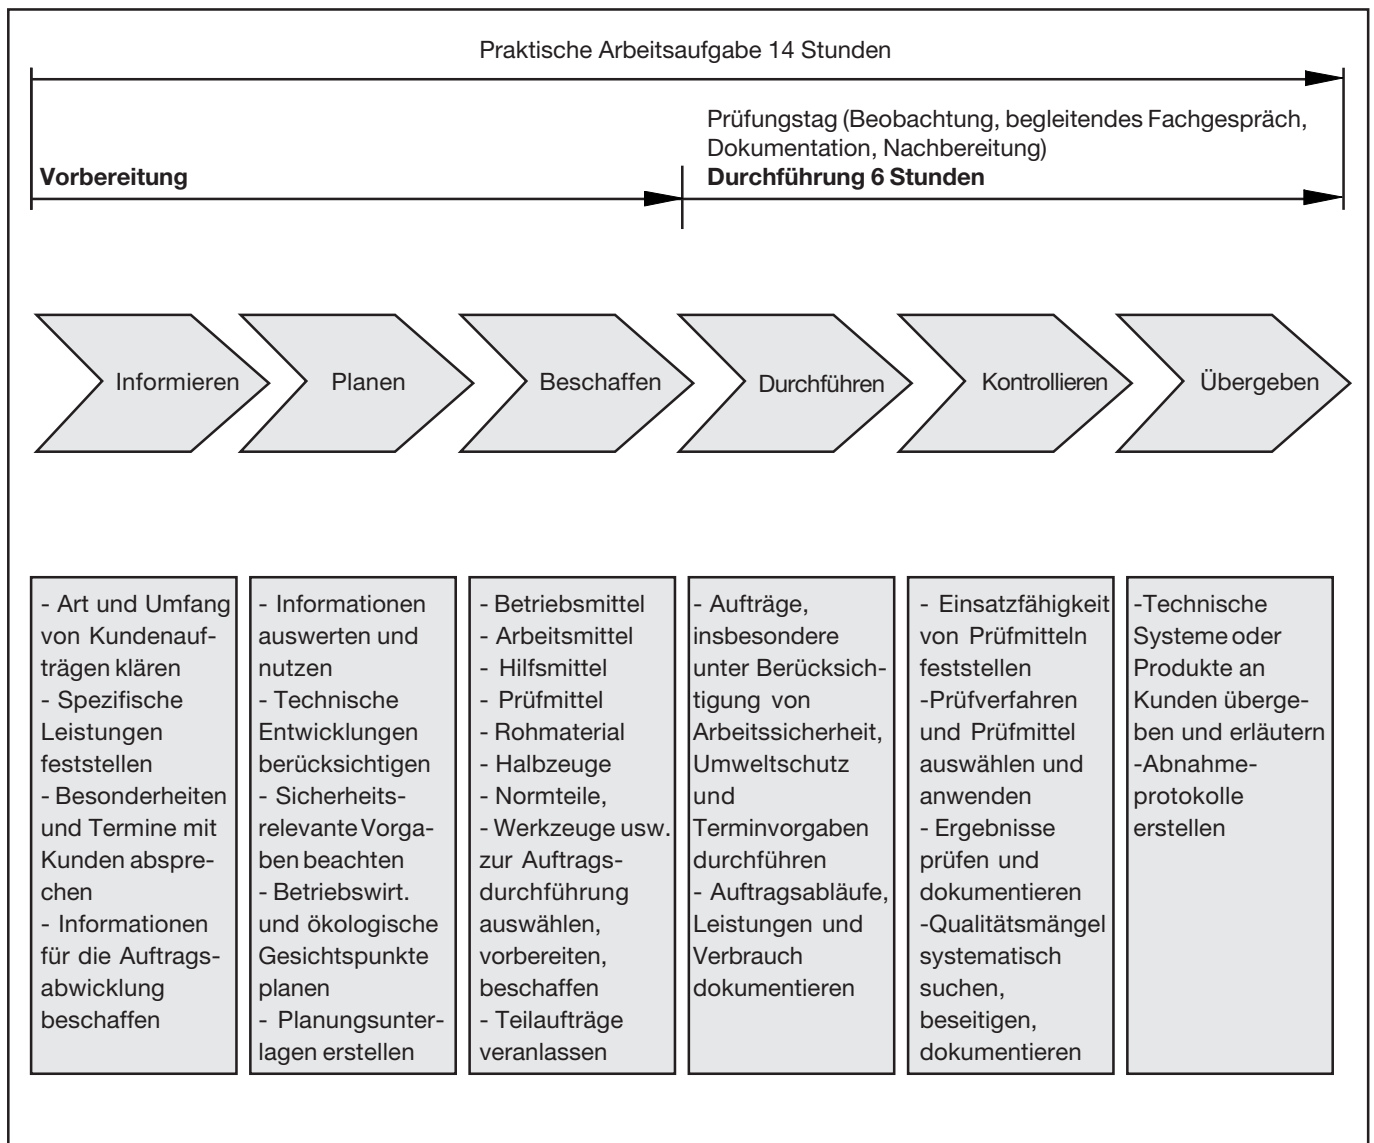 Praktische Arbeitsaufgabe 14 Stunden
Prüfungstag (Beobachtung, begleitendes Fachgespräch,
Dokumentation, Nachbereitung)
Vorbereitung
Durchführung 6 Stunden
Informieren
Planen
Beschaffen
Durchführen
Kontrollieren
Übergeben
- Art und Umfang
von Kundenauf-
trägen klären
- Spezifische
Leistungen
feststellen
- Besonderheiten
und Termine mit
Kunden abspre-
chen
- Informationen
für die Auftrags-
abwicklung
beschaffen
- Informationen
auswerten und
nutzen
- Technische
Entwicklungen
berücksichtigen
- Sicherheits-
relevante Vorga-
ben beachten
- Betriebswirt.
und ökologische
Gesichtspunkte
planen
- Planungsunter-
lagen erstellen
- Betriebsmittel
- Arbeitsmittel
- Hilfsmittel
- Prüfmittel
- Rohmaterial
- Halbzeuge
- Normteile,
- Werkzeuge usw.
zur Auftrags-
durchführung
auswählen,
vorbereiten,
beschaffen
- Teilaufträge
veranlassen
- Aufträge,
insbesondere
unter Berücksich-
tigung von
Arbeitssicherheit,
Umweltschutz
und
Terminvorgaben
durchführen
- Auftragsabläufe,
Leistungen und
Verbrauch
dokumentieren
- Einsatzfähigkeit
von Prüfmitteln
feststellen
-Prüfverfahren
und Prüfmittel
auswählen und
anwenden
- Ergebnisse
prüfen und
dokumentieren
-Qualitätsmängel
systematisch
suchen,
beseitigen,
dokumentieren
-Technische
Systeme oder
Produkte an
Kunden überge-
ben und erläutern
-Abnahme-
protokolle
erstellen